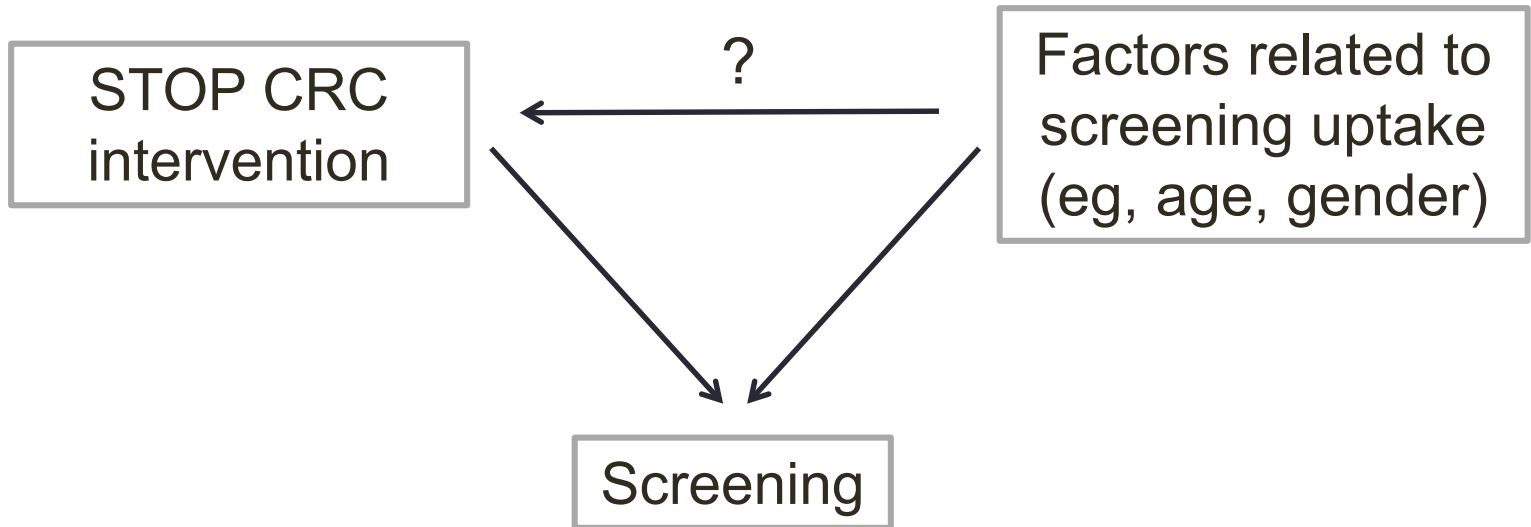 STOP CRC
intervention
?
Factors related to
screening uptake
(eg, age, gender)
Screening